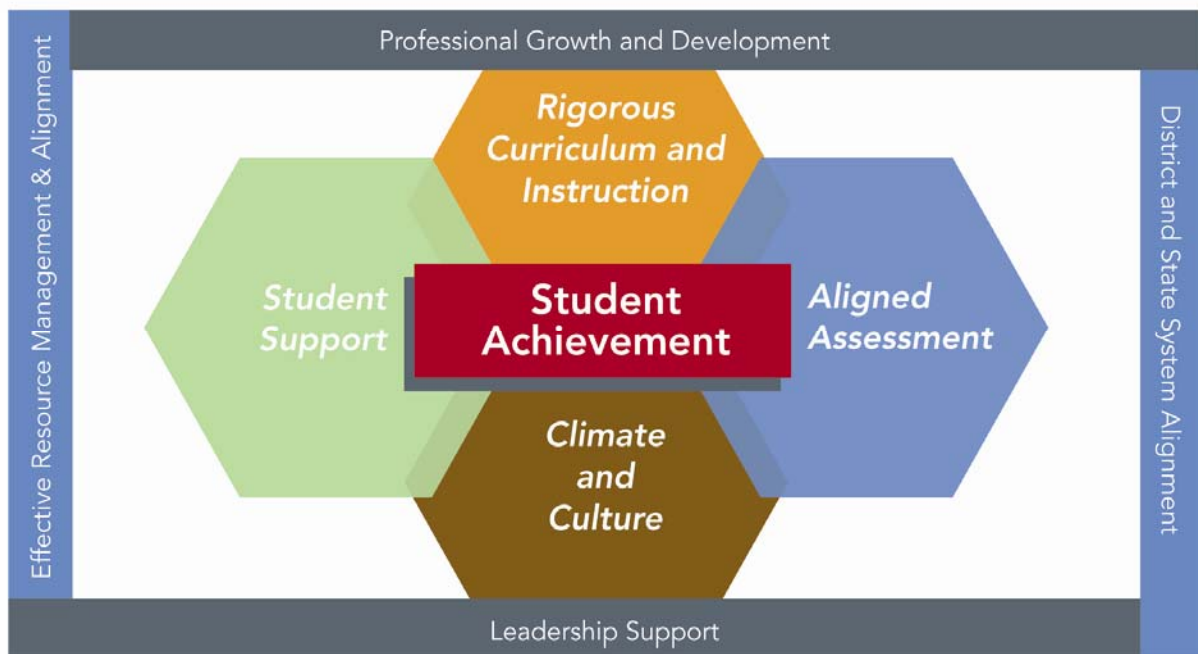 Professional Growth and Development
Effective Resource Management & Alignment
Rigorous
Curriculum and
Instruction
Student
Support
Student
Achievement
Aligned
Assessment
Climate
and
Culture
District and State System Alignment
Leadership Support